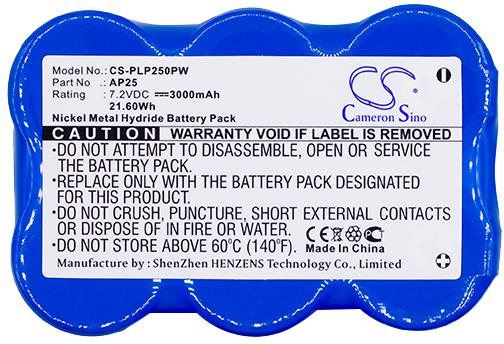 Model No.: CS-PLP250PW
Part No : AP25
Rating : 7.2VDC 3000mAh
21.60Wh
Nickel Metal Hydride Battery Pack
CS
Cameron Sino
WARRANTY VOID IF LABEL IS REMOVED
•DO NOT ATTEMPT TO DISASSEMBLE, OPEN OR SERVICE
THE BATTERY PACK.
•REPLACE WITH THE BATTERY PACK DESIGNATED
FOR THIS PRODUCT.
•DO NOT CRUSH, PUNCTURE, SHORT EXTERNAL CONTACTS
OR DISPOSE OF IN FIRE OR WATER.
•DO NOT STORE ABOVE 60°C (140°F).
CE FC
Made In China
Manufacture by : ShenZhen HENZENS Technology Co., Limited.